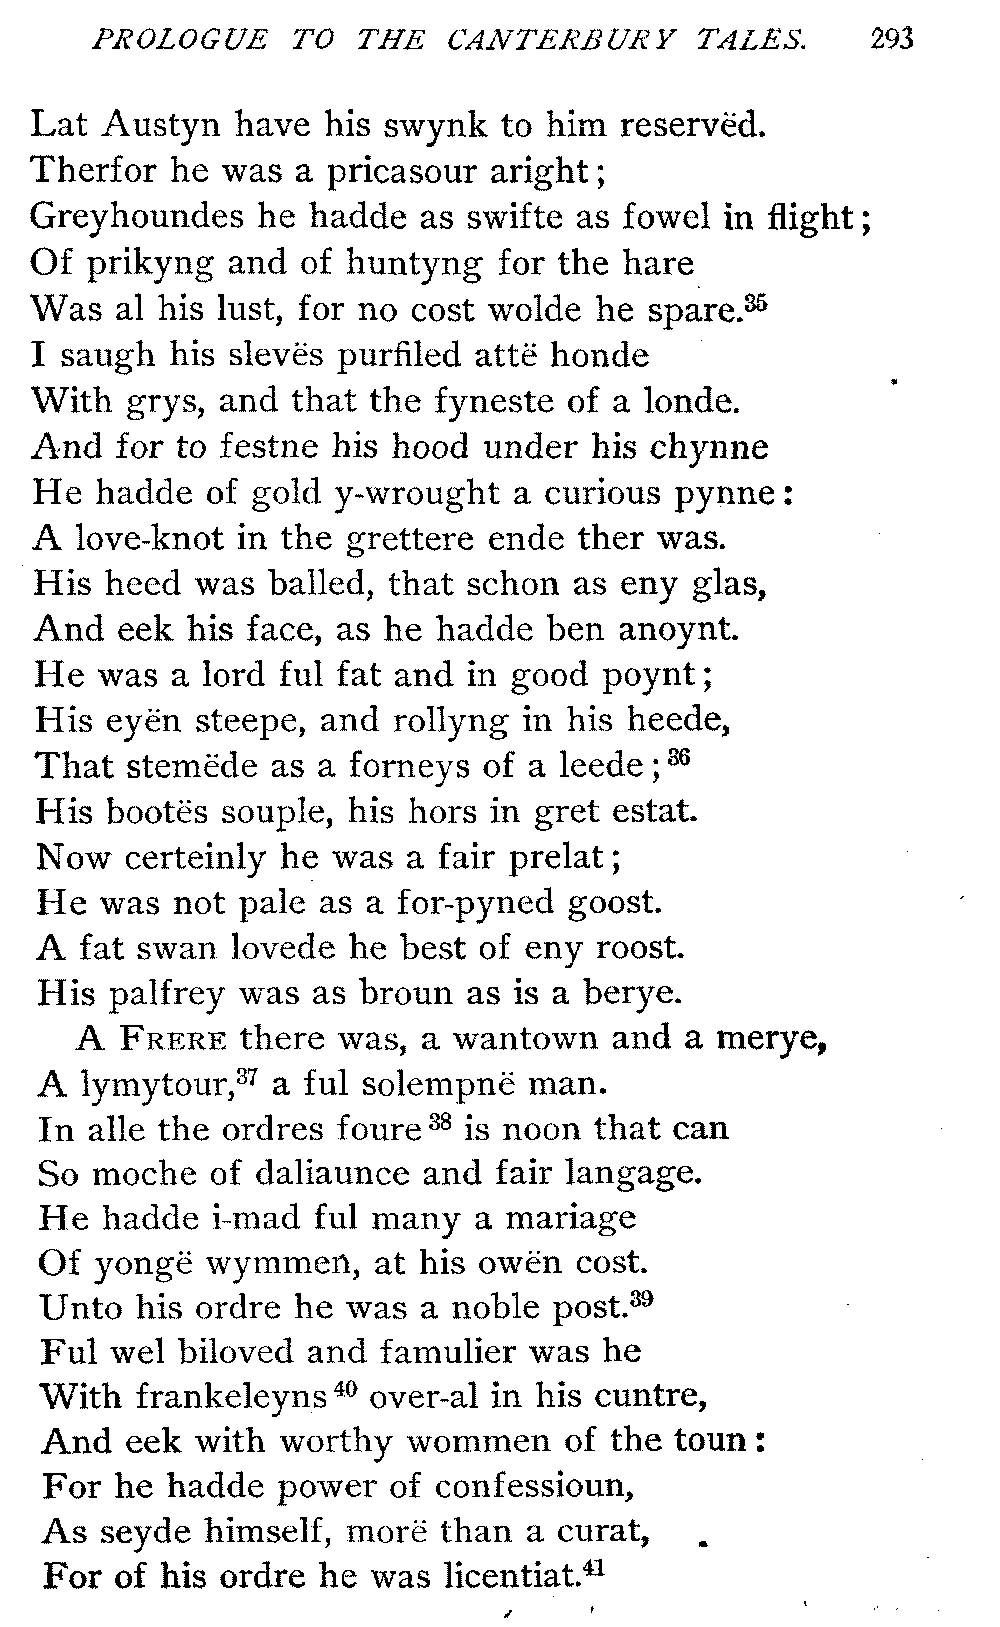 PROLOGUE TO THE CANTERBURY TALES. 293
Lat Austyn have his swynk to him reservëd.
Therfor he was a pricasour aright;
Greyhoundes he hadde as swifte as fowel in flight;
Of prikyng and of huntyng for the hare
Was al his lust, for no cost wolde he spare.³⁵
I saugh his slevës purfiled attë honde
With grys, and that the fyneste of a londe.
And for to festne his hood under his chynne
He hadde of gold y-wrought a curious pynne:
A love-knot in the grettere ende ther was.
His heed was balled, that schon as eny glas,
And eek his face, as he hadde ben anoynt.
He was a lord ful fat and in good poynt;
His eyën steepe, and rollyng in his heede,
That stemëde as a forneys of a leede;³⁶
His bootës souple, his hors in gret estat.
Now certeinly he was a fair prelat;
He was not pale as a for-pyned goost.
A fat swan lovede he best of eny roost.
His palfrey was as broun as is a berye.
A FRERE there was, a wantown and a merye,
A lymytour,³⁷ a ful solempnë man.
In alle the ordres foure³⁸ is noon that can
So moche of daliaunce and fair langage.
He hadde i-mad ful many a mariage
Of yongë wymmen, at his owën cost.
Unto his ordre he was a noble post.³⁹
Ful wel biloved and famulier was he
With frankeleyns⁴⁰ over-al in his cuntre,
And eek with worthy wommen of the toun:
For he hadde power of confessioun,
As seyde himself, morë than a curat,
For of his ordre he was licentiat.⁴¹